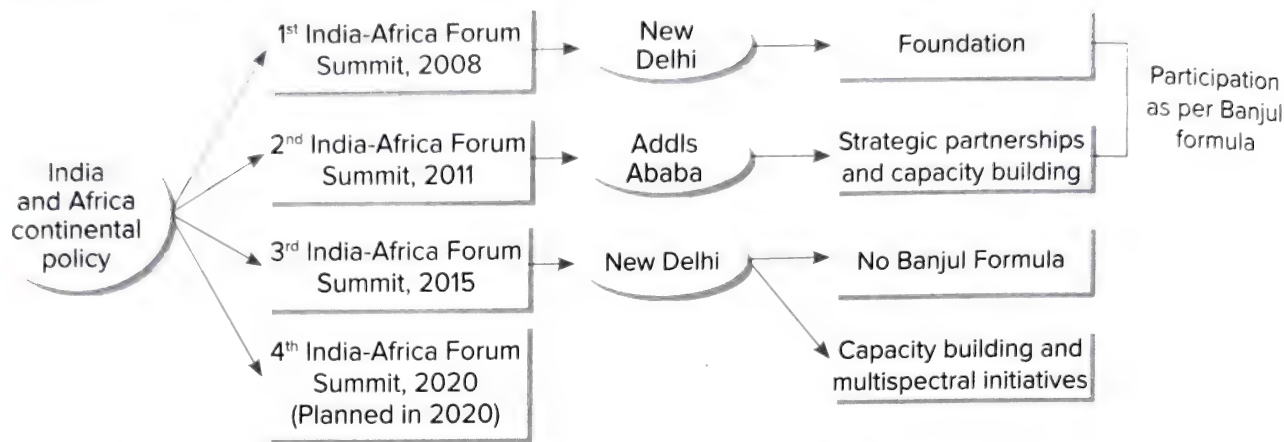 India
and Africa
continental
policy
1st India-Africa Forum
Summit, 2008
New
Delhi
Foundation
2nd India-Africa Forum
Summit, 2011
AddIs
Ababa
Strategic partnerships
and capacity building
Participation
as per Banjul
formula
3rd India-Africa Forum
Summit, 2015
New Delhi
No Banjul Formula
Capacity building and
multispectral initiatives
4th India-Africa Forum
Summit, 2020
(Planned in 2020)